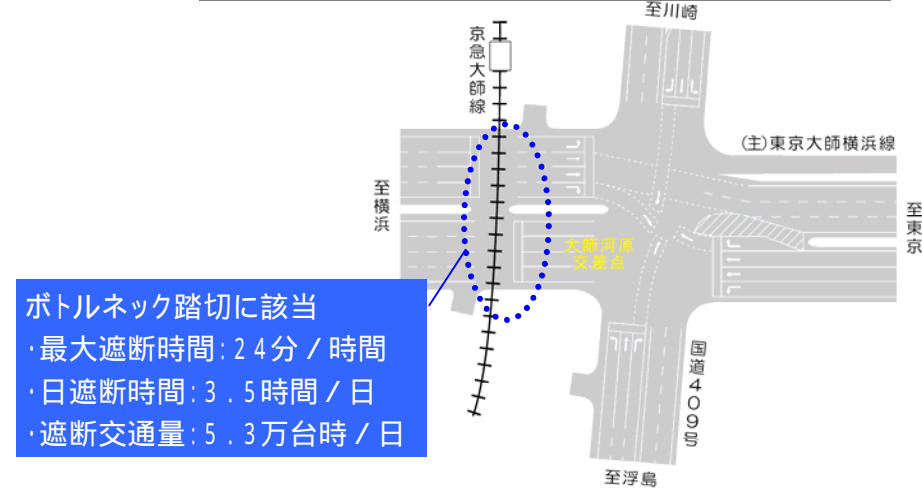 至川崎
京急大師線
(主)東京大師横浜線
至横浜
至東京
大師河原
交差点
ボトルネック踏切に該当
・最大遮断時間:24分/時間
・日遮断時間:3.5時間/日
・遮断交通量:5.3万台時/日
国道409号
至浮島